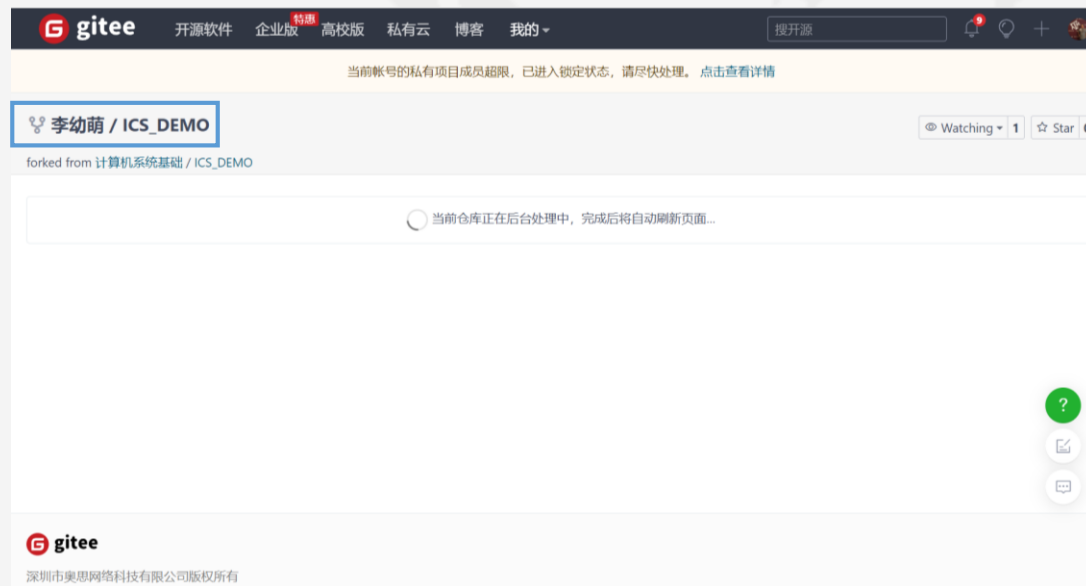 gitee 开源软件 企业版 特惠 高校版 私有云 博客 我的 搜开源 9
当前帐号的私有项目成员超限，已进入锁定状态，请尽快处理。 点击查看详情
李幼萌 / ICS_DEMO Watching 1 Star
forked from 计算机系统基础 / ICS_DEMO
当前仓库正在后台处理中，完成后将自动刷新页面...
?
gitee
深圳市奥思网络科技有限公司版权所有